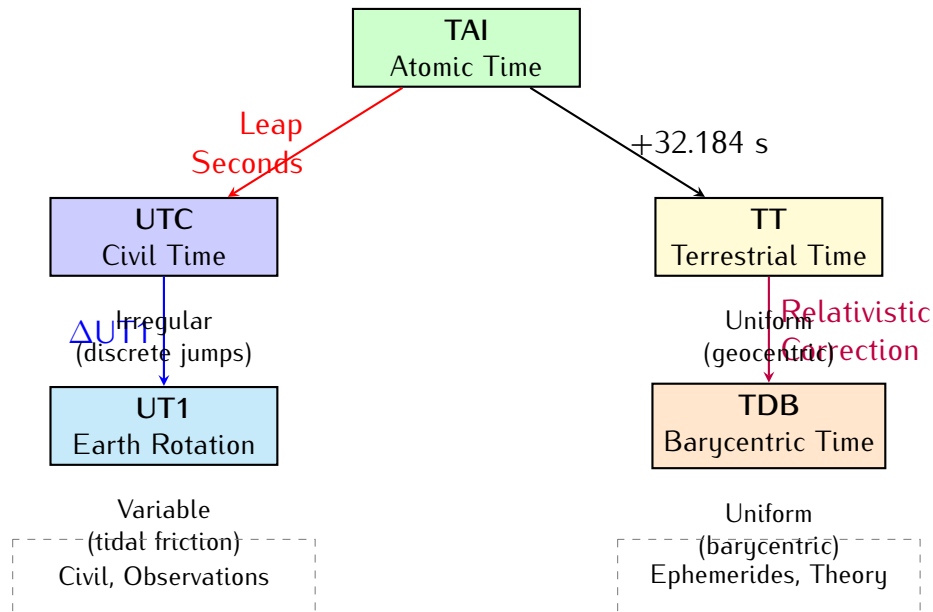 TAI
Atomic Time
Leap
Seconds
+32.184 s
UTC
Civil Time
TT
Terrestrial Time
ΔUT1
Irregular
(discrete jumps)
Uniform
(geocentric)
Relativistic
Correction
UT1
Earth Rotation
TDB
Barycentric Time
Variable
(tidal friction)
Uniform
(barycentric)
Civil, Observations
Ephemerides, Theory